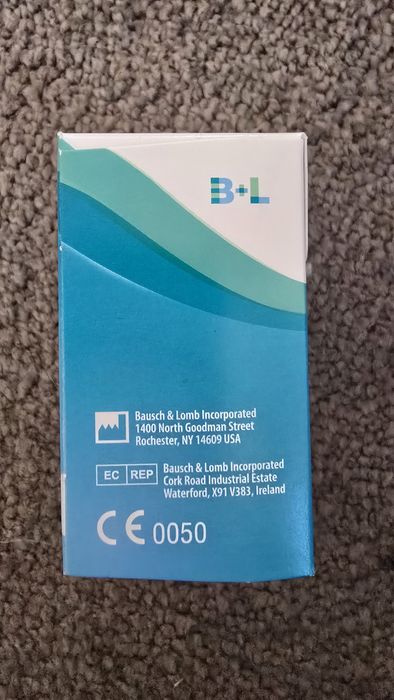 B+L
Bausch & Lomb Incorporated
1400 North Goodman Street
Rochester, NY 14609 USA
EC REP
Bausch & Lomb Incorporated
Cork Road Industrial Estate
Waterford, X91 V383, Ireland
CE 0050